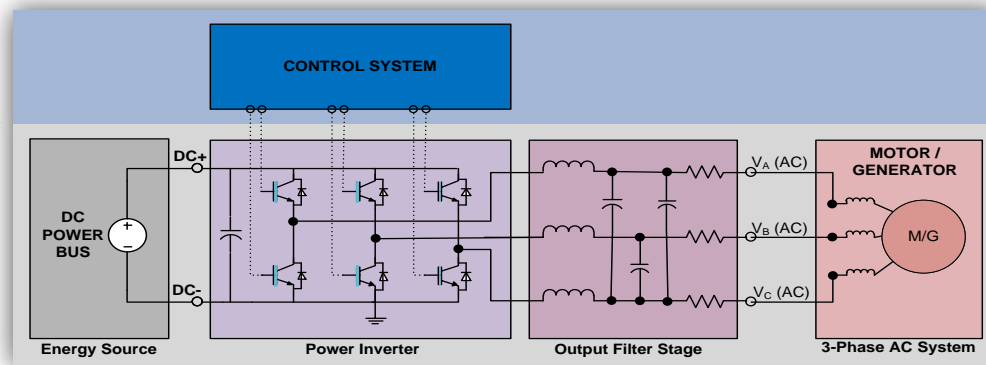 CONTROL SYSTEM
DC+
DC
POWER
BUS
+
−
DC-
Energy Source
Power Inverter
Output Filter Stage
VA (AC)
VB (AC)
VC (AC)
MOTOR /
GENERATOR
M/G
3-Phase AC System